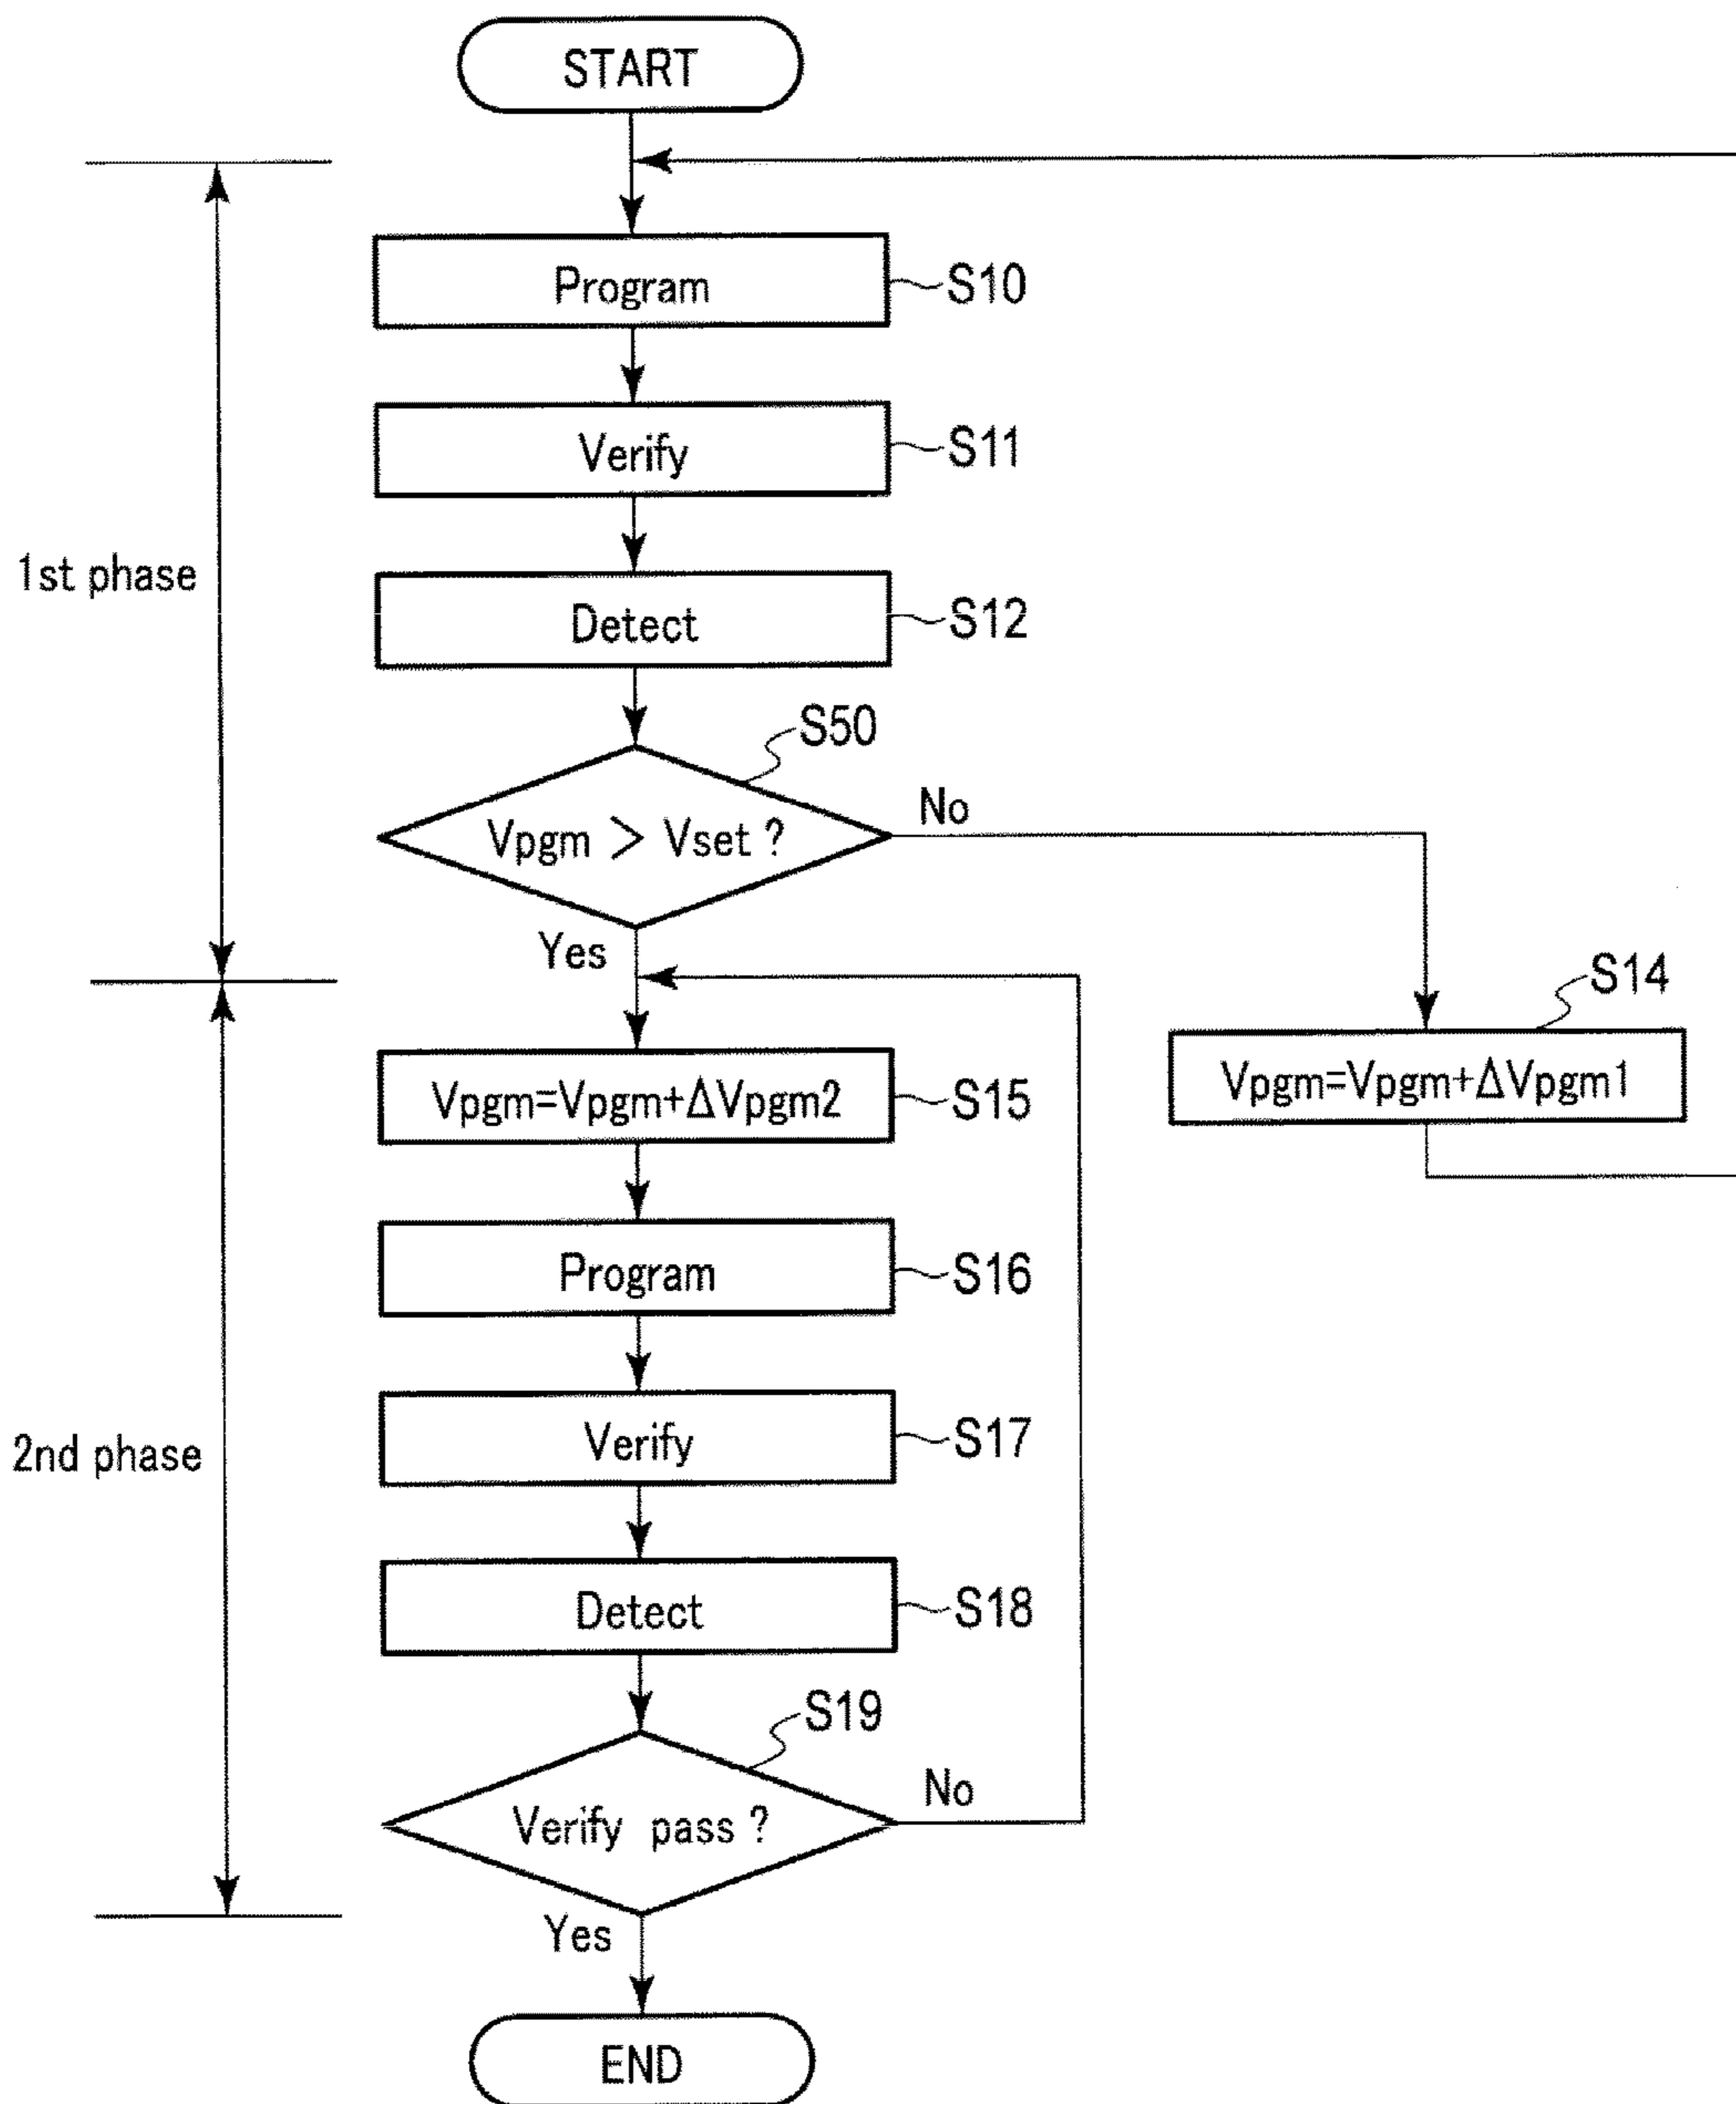 START
Program
S10
Verify
S11
1st phase
Detect
S12
S50
Vpgm > Vset ?
No
Yes
S14
Vpgm=Vpgm+ΔVpgm2
S15
Vpgm=Vpgm+ΔVpgm1
Program
S16
2nd phase
Verify
S17
Detect
S18
S19
Verify pass ?
No
Yes
END